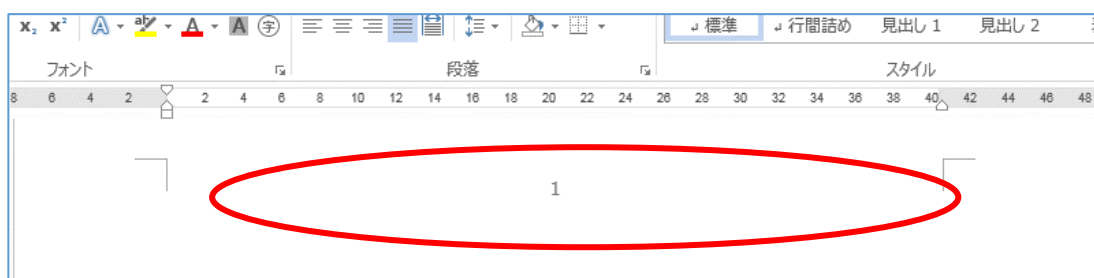 x₂ x² A aby A A 字 標準 行間詰め 見出し 1 見出し 2
フォント 段落 スタイル
8 6 4 2 2 4 6 8 10 12 14 16 18 20 22 24 26 28 30 32 34 36 38 40 42 44 46 48
1